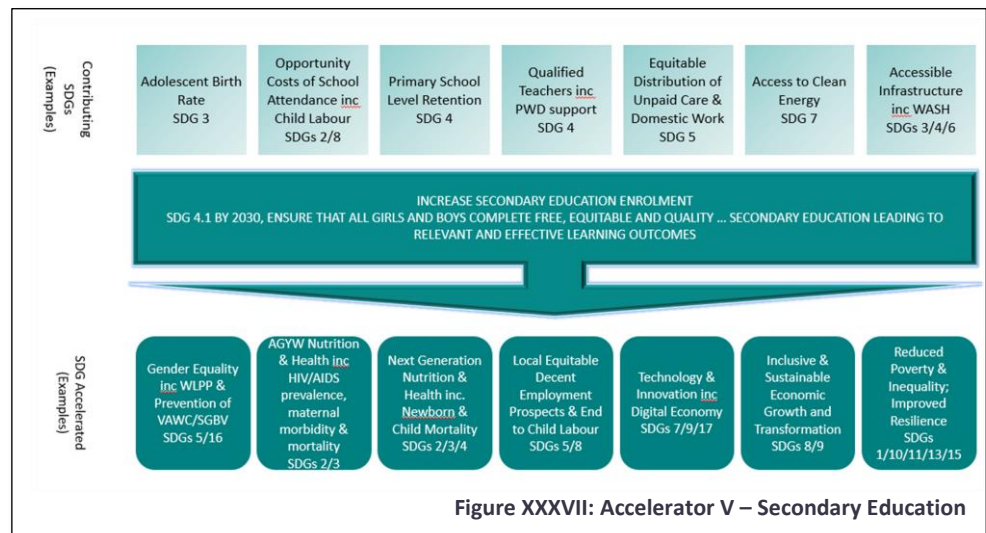 Contributing
SDGs
(Examples)
Adolescent Birth
Rate
SDG 3
Opportunity
Costs of School
Attendance inc
Child Labour
SDGs 2/8
Primary School
Level Retention
SDG 4
Qualified
Teachers inc
PWD support
SDG 4
Equitable
Distribution of
Unpaid Care &
Domestic Work
SDG 5
Access to Clean
Energy
SDG 7
Accessible
Infrastructure
inc WASH
SDGs 3/4/6
INCREASE SECONDARY EDUCATION ENROLMENT
SDG 4.1 BY 2030, ENSURE THAT ALL GIRLS AND BOYS COMPLETE FREE, EQUITABLE AND QUALITY ... SECONDARY EDUCATION LEADING TO
RELEVANT AND EFFECTIVE LEARNING OUTCOMES
SDG Accelerated
(Examples)
Gender Equality
inc WLPP &
Prevention of
VAWC/SGBV
SDGs 5/16
AGYW Nutrition
& Health inc
HIV/AIDS
prevalence,
maternal
morbidity &
mortality
SDGs 2/3
Next Generation
Nutrition &
Health inc.
Newborn &
Child Mortality
SDGs 2/3/4
Local Equitable
Decent
Employment
Prospects & End
to Child Labour
SDGs 5/8
Technology &
Innovation inc
Digital Economy
SDGs 7/9/17
Inclusive &
Sustainable
Economic
Growth and
Transformation
SDGs 8/9
Reduced
Poverty &
Inequality;
Improved
Resilience
SDGs
1/10/11/13/15
Figure XXXVII: Accelerator V – Secondary Education